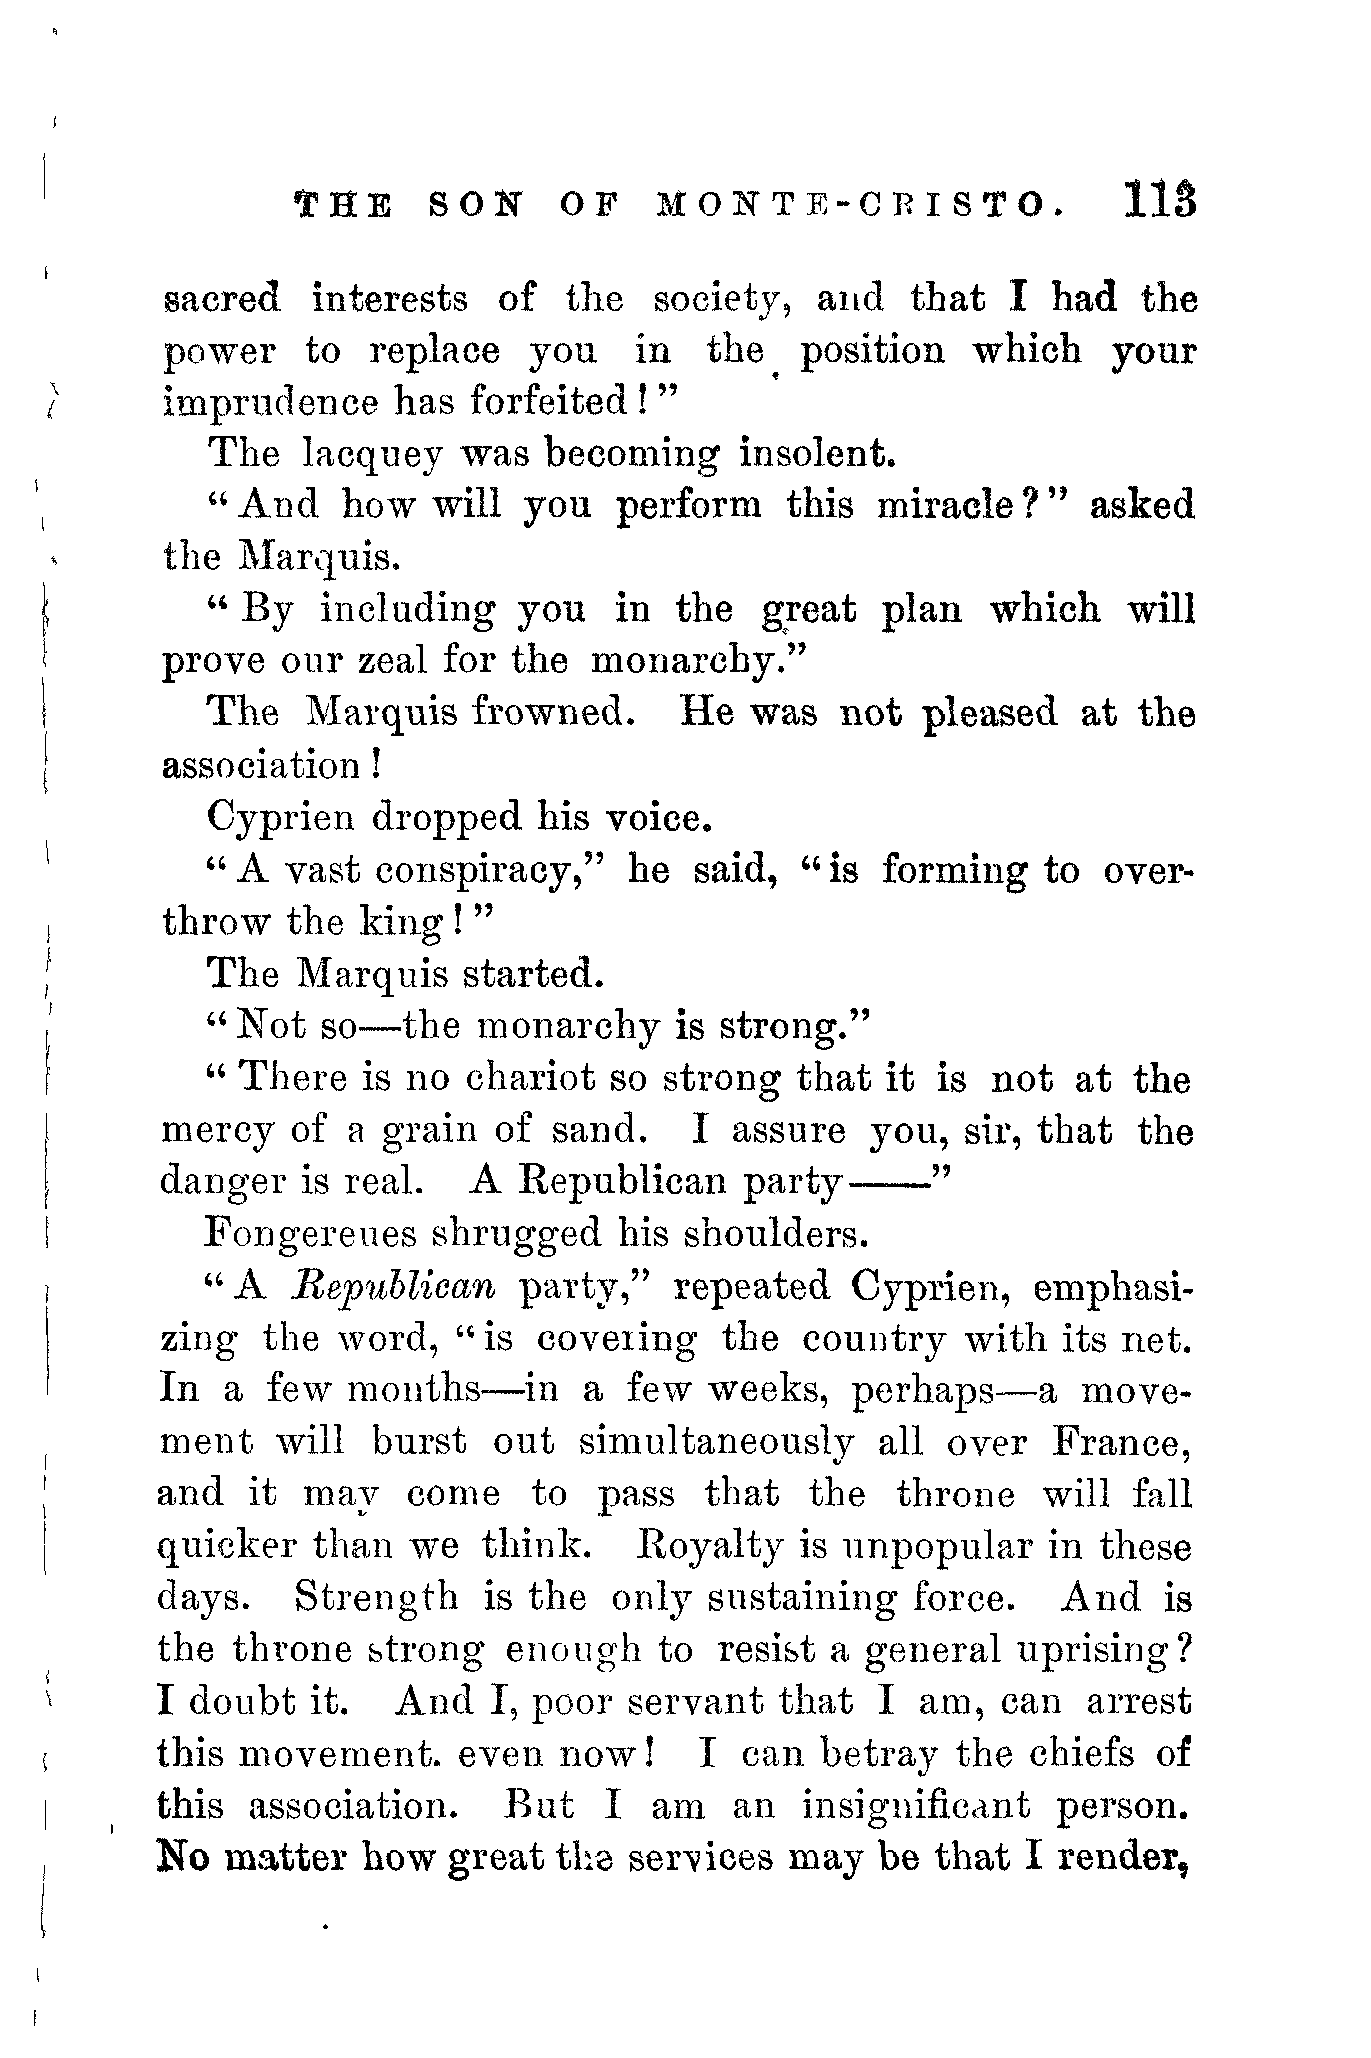 THE SON OF MONTE-CRISTO. 113
sacred interests of the society, and that I had the
power to replace you in the position which your
imprudence has forfeited!"
The lacquey was becoming insolent.
"And how will you perform this miracle?" asked
the Marquis.
"By including you in the great plan which will
prove our zeal for the monarchy."
The Marquis frowned. He was not pleased at the
association!
Cyprien dropped his voice.
"A vast conspiracy," he said, "is forming to over-
throw the king!"
The Marquis started.
"Not so—the monarchy is strong."
"There is no chariot so strong that it is not at the
mercy of a grain of sand. I assure you, sir, that the
danger is real. A Republican party——"
Fongereues shrugged his shoulders.
"A Republican party," repeated Cyprien, emphasi-
zing the word, "is covering the country with its net.
In a few months—in a few weeks, perhaps—a move-
ment will burst out simultaneously all over France,
and it may come to pass that the throne will fall
quicker than we think. Royalty is unpopular in these
days. Strength is the only sustaining force. And is
the throne strong enough to resist a general uprising?
I doubt it. And I, poor servant that I am, can arrest
this movement. even now! I can betray the chiefs of
this association. But I am an insignificant person.
No matter how great the services may be that I render,